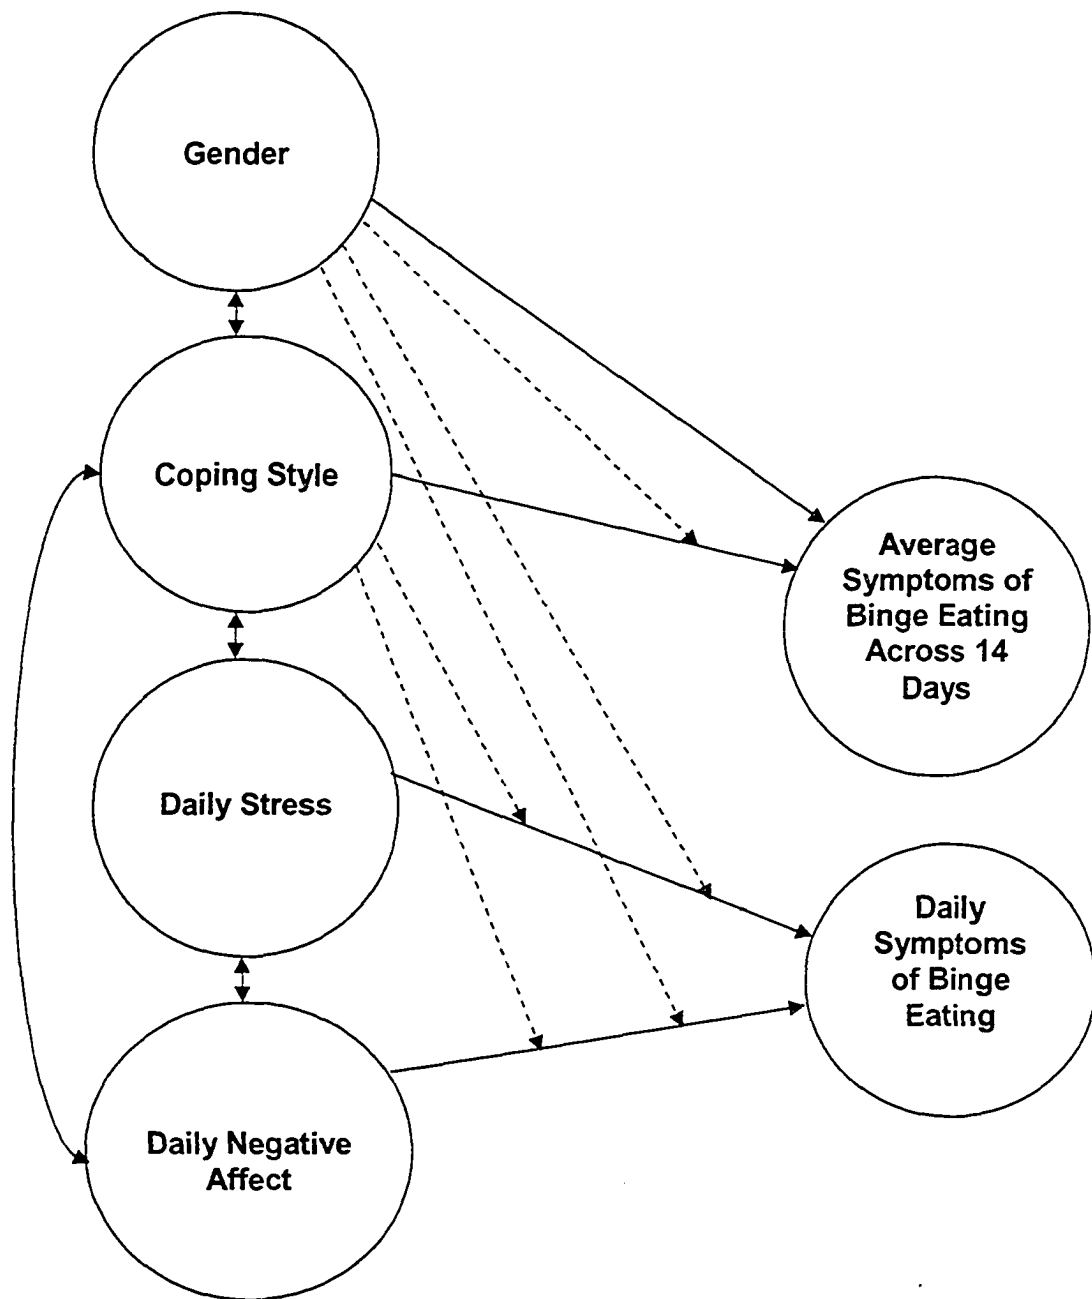 Gender
Coping Style
Average
Symptoms of
Binge Eating
Across 14
Days
Daily Stress
Daily
Symptoms
of Binge
Eating
Daily Negative
Affect